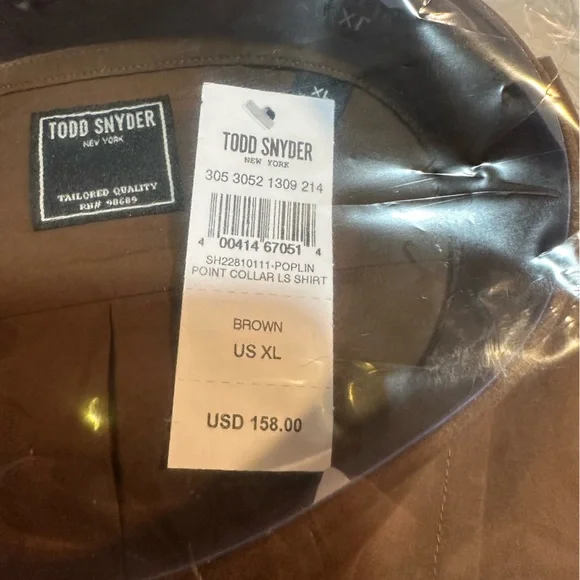 XL
XL
TODD SNYDER
NEW YORK
TAILORED QUALITY
RN# 98689
TODD SNYDER
NEW YORK
305 3052 1309 214
4 00414 67051 4
SH22810111-POPLIN
POINT COLLAR LS SHIRT
BROWN
US XL
USD 158.00